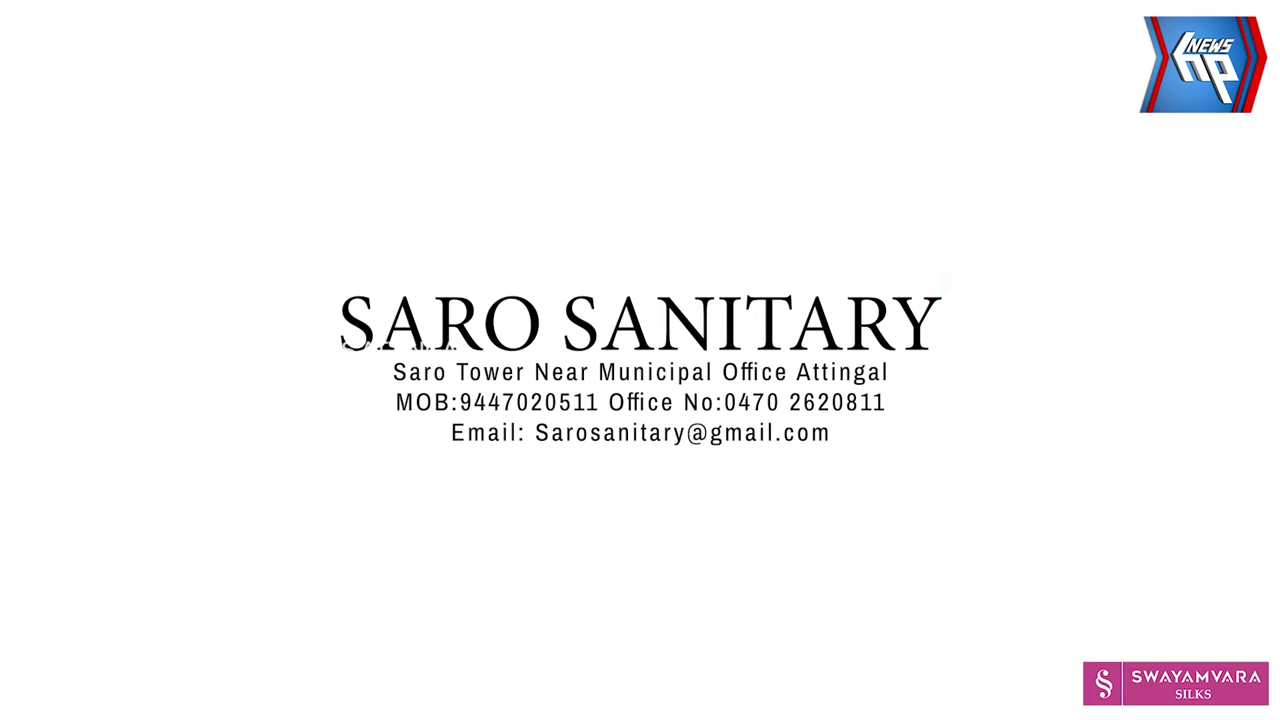 NEWS
np
SARO SANITARY
Saro Tower Near Municipal Office Attingal
MOB:9447020511 Office No:0470 2620811
Email: Sarosanitary@gmail.com
SWAYAMVARA
SILKS